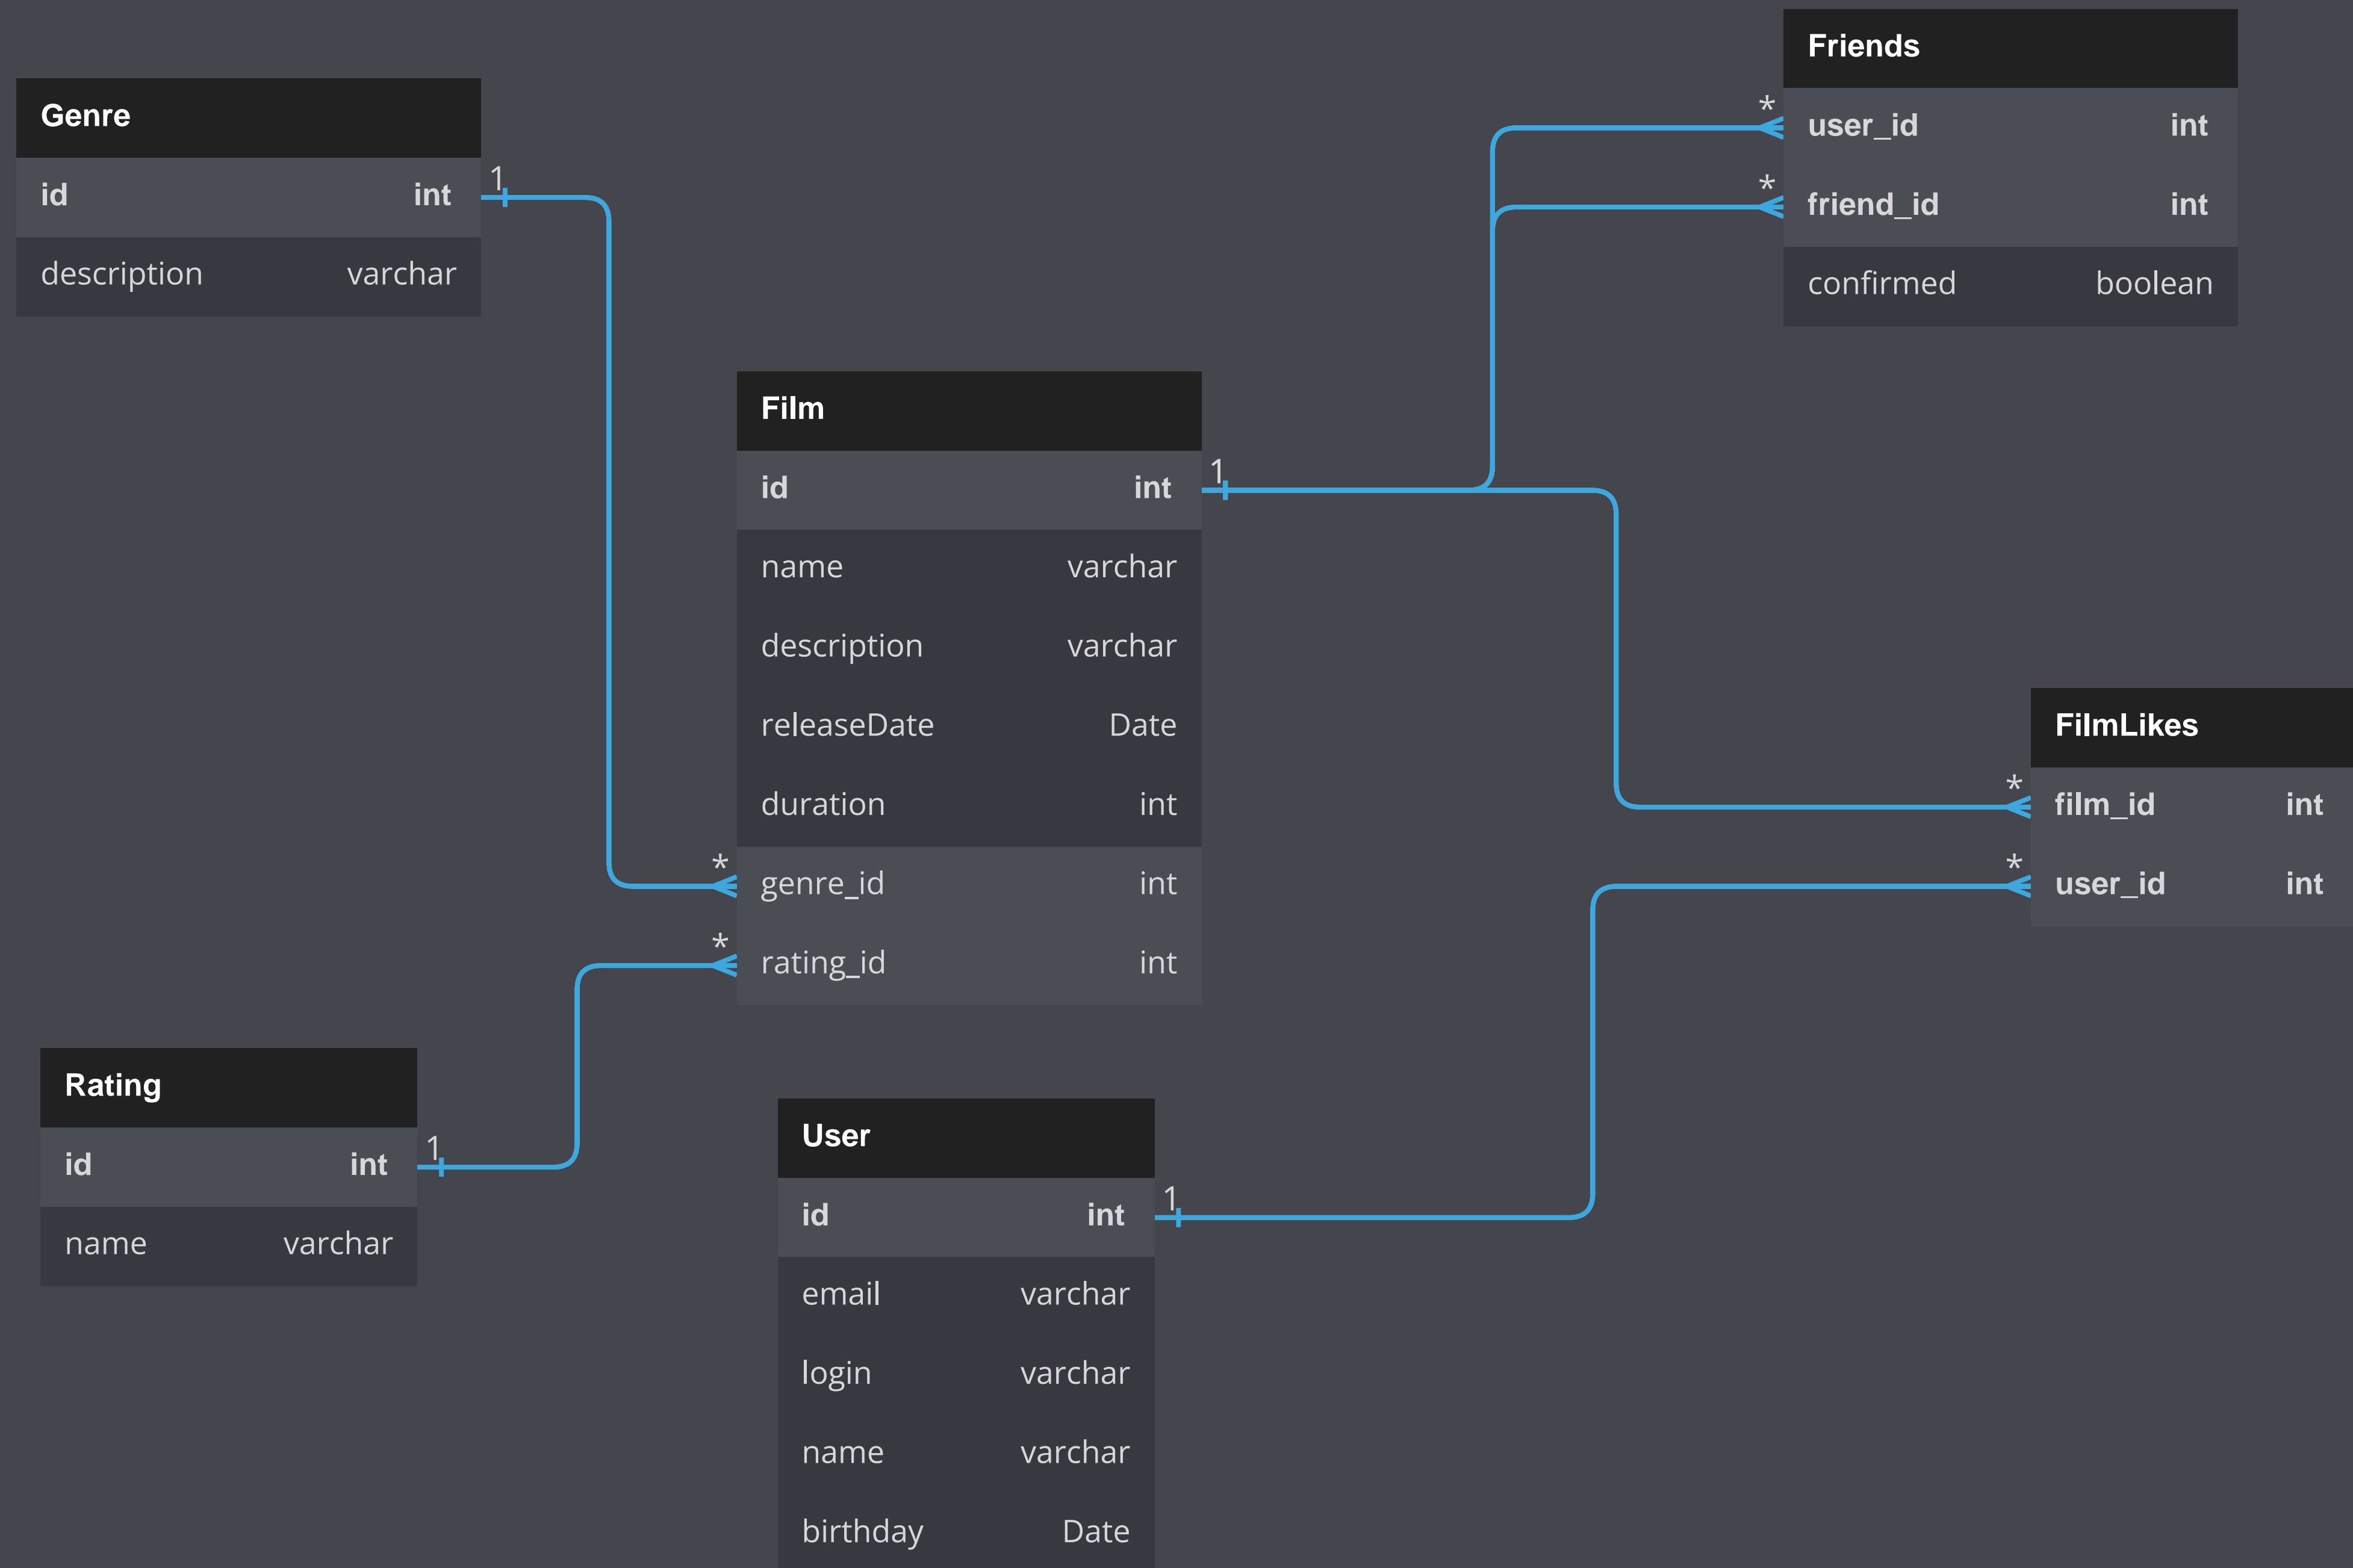 Genre
id int
description varchar
Friends
user_id int
friend_id int
confirmed boolean
Film
id int
name varchar
description varchar
releaseDate Date
duration int
genre_id int
rating_id int
FilmLikes
film_id int
user_id int
Rating
id int
name varchar
User
id int
email varchar
login varchar
name varchar
birthday Date
1
*
1
*
1
*
*
*
1
*